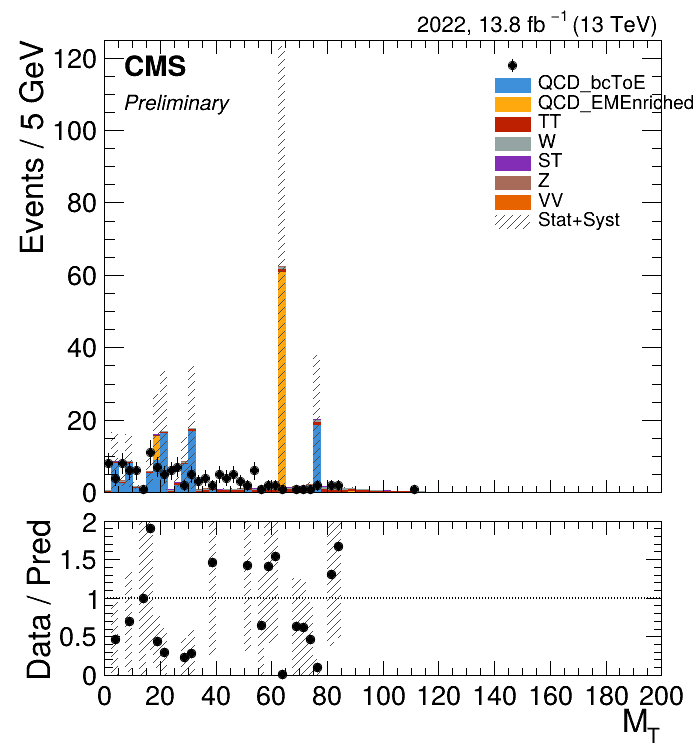 2022, 13.8 fb⁻¹ (13 TeV)
CMS
Preliminary
Events / 5 GeV
120
100
80
60
40
20
0
QCD_bcToE
QCD_EMEnriched
TT
W
ST
Z
VV
Stat+Syst
Data / Pred
2
1.5
1
0.5
0
0 20 40 60 80 100 120 140 160 180 200
M_T